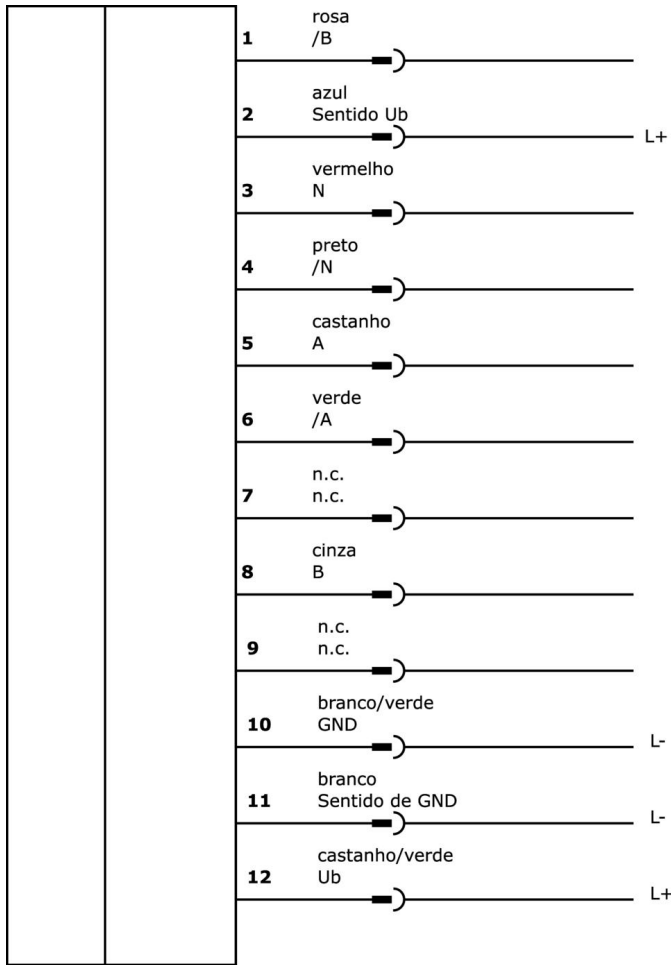 rosa
1 /B
azul
2 Sentido Ub L+
vermelho
3 N
preto
4 /N
castanho
5 A
verde
6 /A
n.c.
7 n.c.
cinza
8 B
n.c.
9 n.c.
branco/verde
10 GND L-
branco
11 Sentido de GND L-
castanho/verde
12 Ub L+